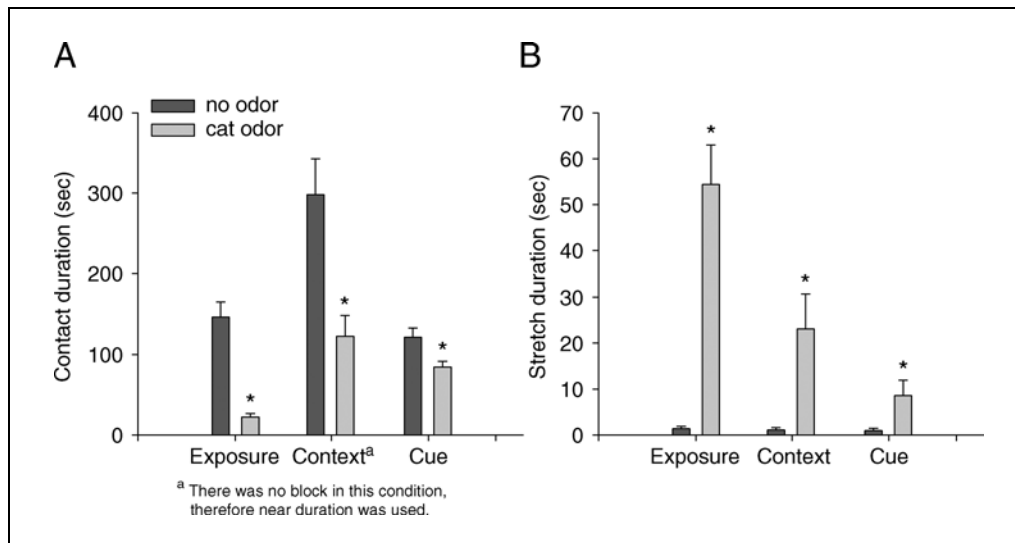 A
no odor
cat odor
Contact duration (sec)
400
300
200
100
0
*
*
*
Exposure
Context a
Cue
a There was no block in this condition,
therefore near duration was used.
B
Stretch duration (sec)
70
60
50
40
30
20
10
0
*
*
*
Exposure
Context
Cue